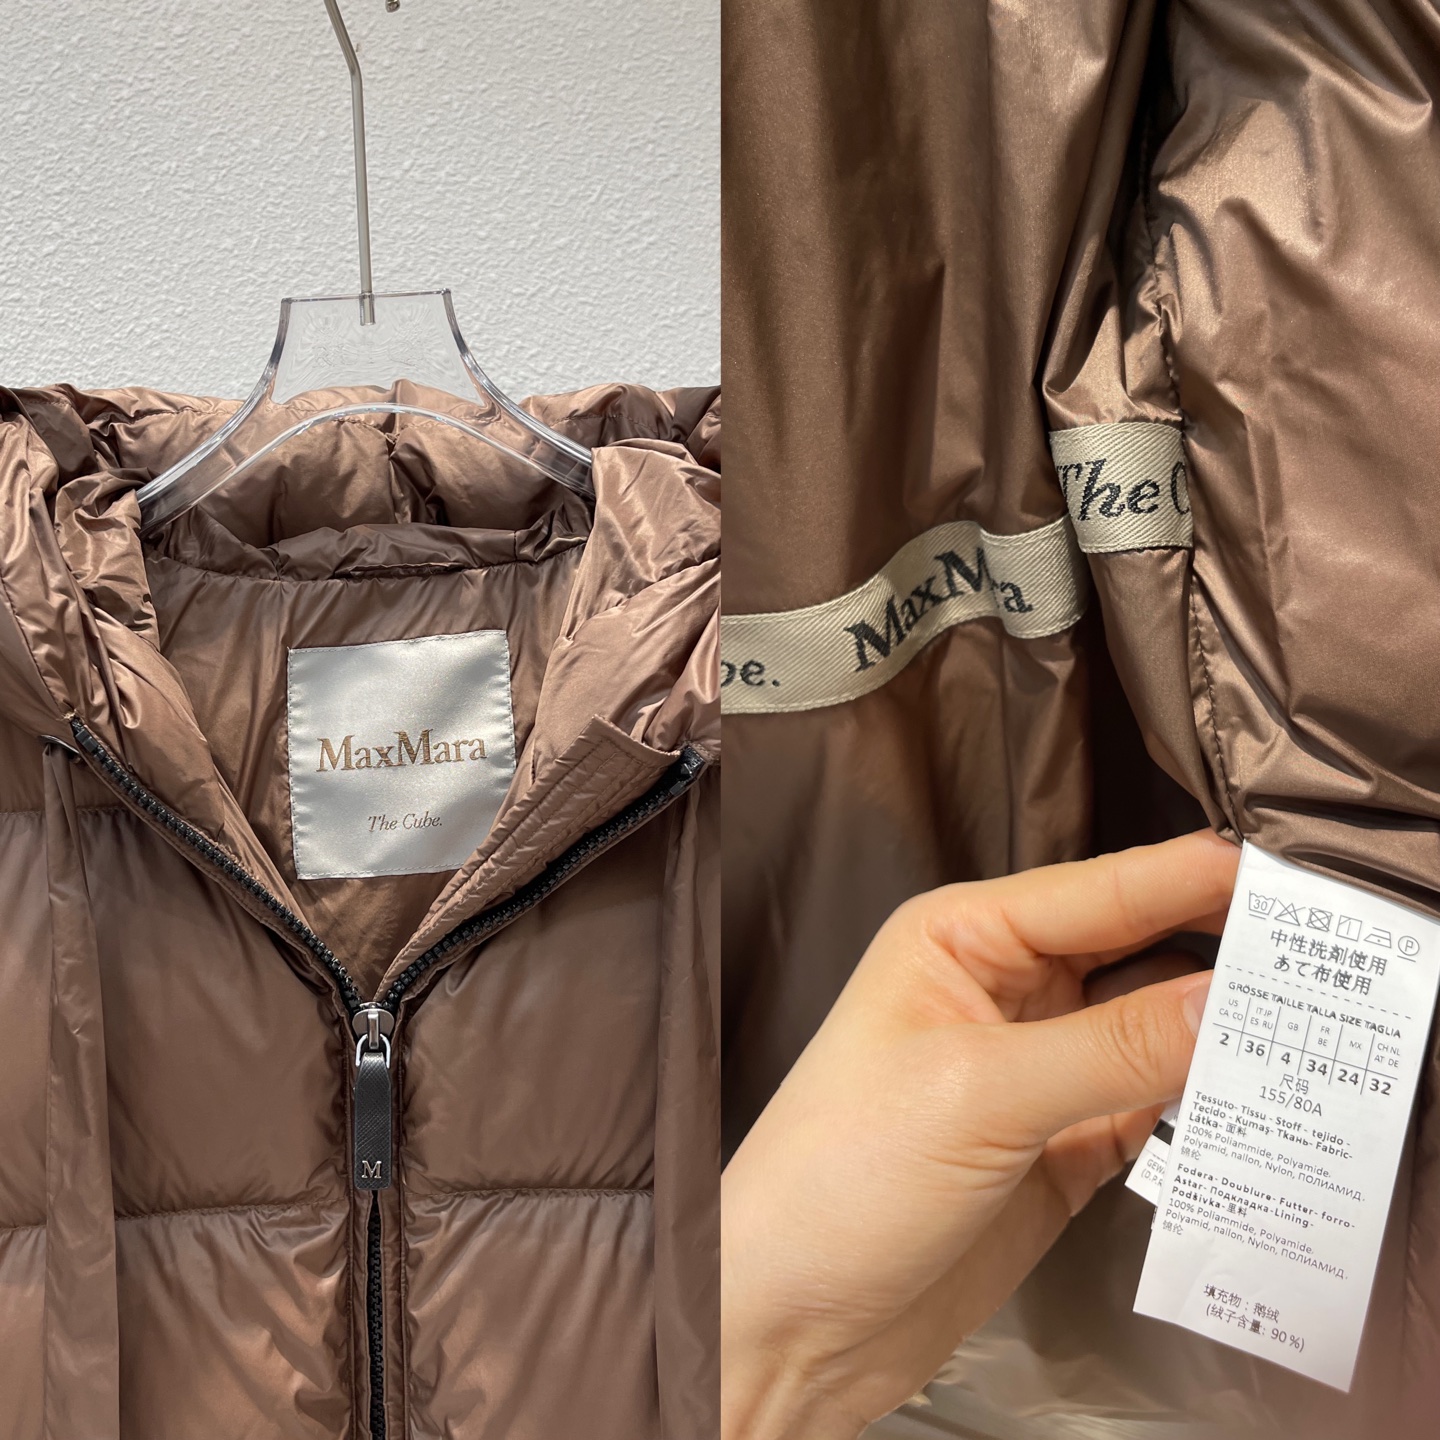 MaxMara
The Cube.
M
The C
be.
MaxMara
中性洗剤使用
あて布使用
GRÖSSE TAILLE TALLA SIZE TAGLIA
US CA CO
IT JP ES RU
GB
FR BE
MX
CH NL AT DE
2 36 4 34 24 32
尺码
155/80A
Tessuto- Tissu - Stoff - tejido -
Tecido - Kumaş- Ткань- Fabric-
Látka- 面料
100% Poliammide, Polyamide.
Polyamid, nailon, Nylon, ПОЛИАМИД.
锦纶
Fodera- Doublure- Futter- forro-
Astar- Подкладка-Lining-
Podšívka- 里料
100% Poliammide, Polyamide.
Polyamid, nailon, Nylon, ПОЛИАМИД.
锦纶
填充物：鹅绒
(绒子含量: 90%)
30
P